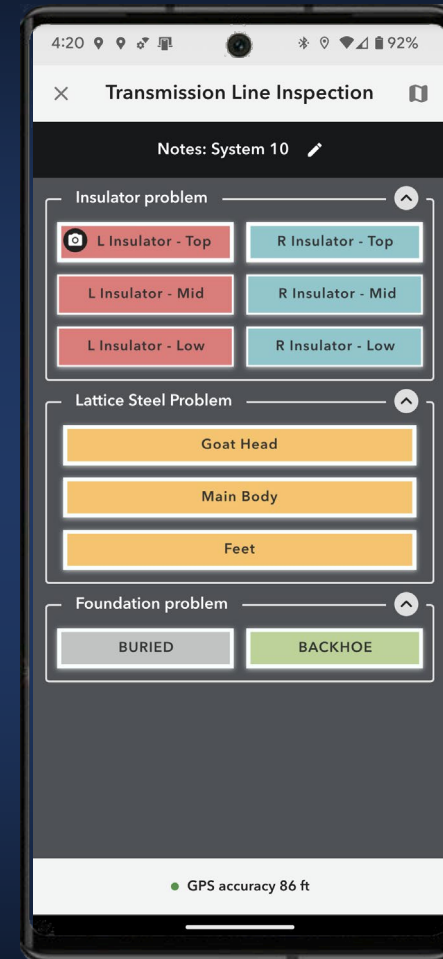 4:20 92%
Transmission Line Inspection
Notes: System 10
Insulator problem
L Insulator - Top R Insulator - Top
L Insulator - Mid R Insulator - Mid
L Insulator - Low R Insulator - Low
Lattice Steel Problem
Goat Head
Main Body
Feet
Foundation problem
BURIED BACKHOE
GPS accuracy 86 ft